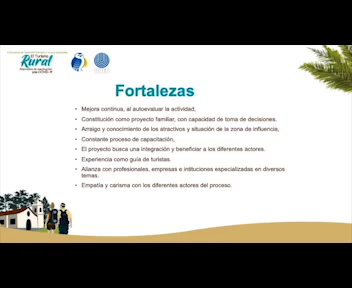 El Turismo
Rural
Fortalezas
• Mejora continua, al autoevaluar la actividad,
• Constitución como proyecto familiar, con capacidad de toma de decisiones.
• Arraigo y conocimiento de los atractivos y situación de la zona de influencia,
• Constante proceso de capacitación,
• El proyecto busca una integración y beneficiar a los diferentes actores.
• Experiencia como guía de turistas.
• Alianza con profesionales, empresas e instituciones especializadas en diversos
temas.
• Empatía y carisma con los diferentes actores del proceso.